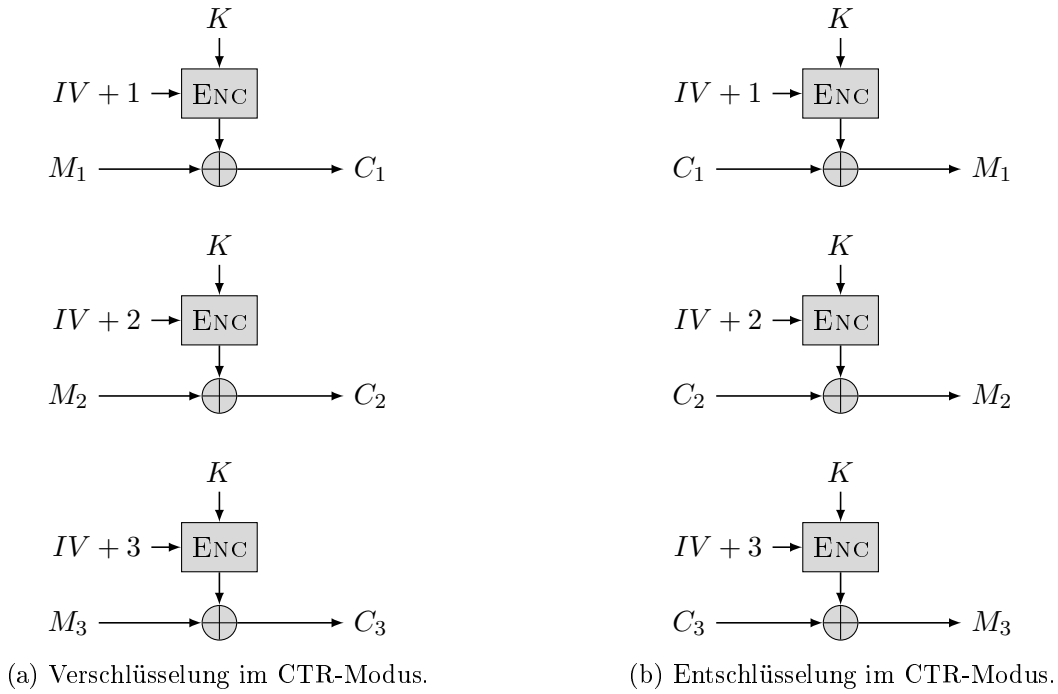 K K
IV + 1 ENC IV + 1 ENC
M₁ C₁ C₁ M₁
K K
IV + 2 ENC IV + 2 ENC
M₂ C₂ C₂ M₂
K K
IV + 3 ENC IV + 3 ENC
M₃ C₃ C₃ M₃
(a) Verschlüsselung im CTR-Modus. (b) Entschlüsselung im CTR-Modus.